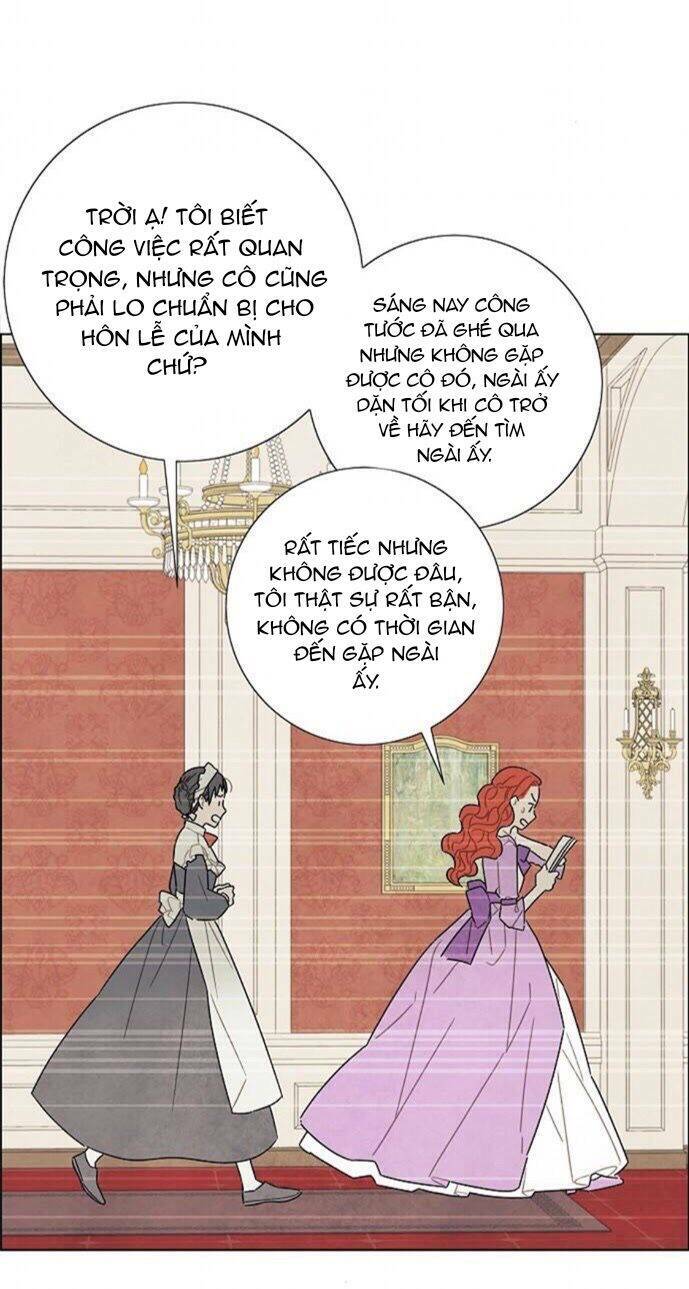 TRỜI Ạ! TÔI BIẾT
CÔNG VIỆC RẤT QUAN
TRỌNG, NHƯNG CÔ CŨNG
PHẢI LO CHUẨN BỊ CHO
HÔN LỄ CỦA MÌNH
CHỨ?
SÁNG NAY CÔNG
TƯỚC ĐÃ GHÉ QUA
NHƯNG KHÔNG GẶP
ĐƯỢC CÔ ĐÓ, NGÀI ẤY
DẶN TỐI KHI CÔ TRỞ
VỀ HÃY ĐẾN TÌM
NGÀI ẤY.
RẤT TIẾC NHƯNG
KHÔNG ĐƯỢC ĐÂU,
TÔI THẬT SỰ RẤT BẬN,
KHÔNG CÓ THỜI GIAN
ĐẾN GẶP NGÀI
ẤY.